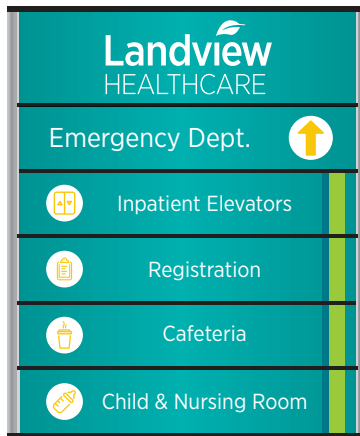 Landview
HEALTHCARE
Emergency Dept.
Inpatient Elevators
Registration
Cafeteria
Child & Nursing Room